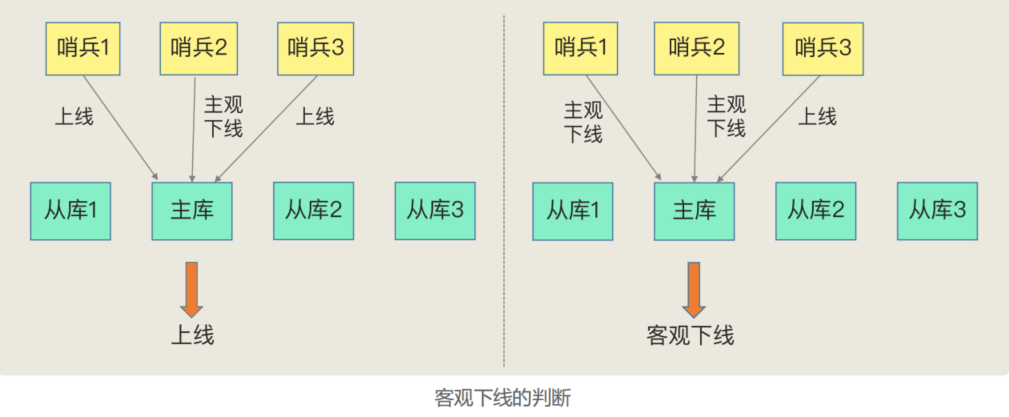 哨兵1
哨兵2
哨兵3
上线
主观
下线
上线
从库1
主库
从库2
从库3
上线
哨兵1
哨兵2
哨兵3
主观
下线
主观
下线
上线
从库1
主库
从库2
从库3
客观下线
客观下线的判断